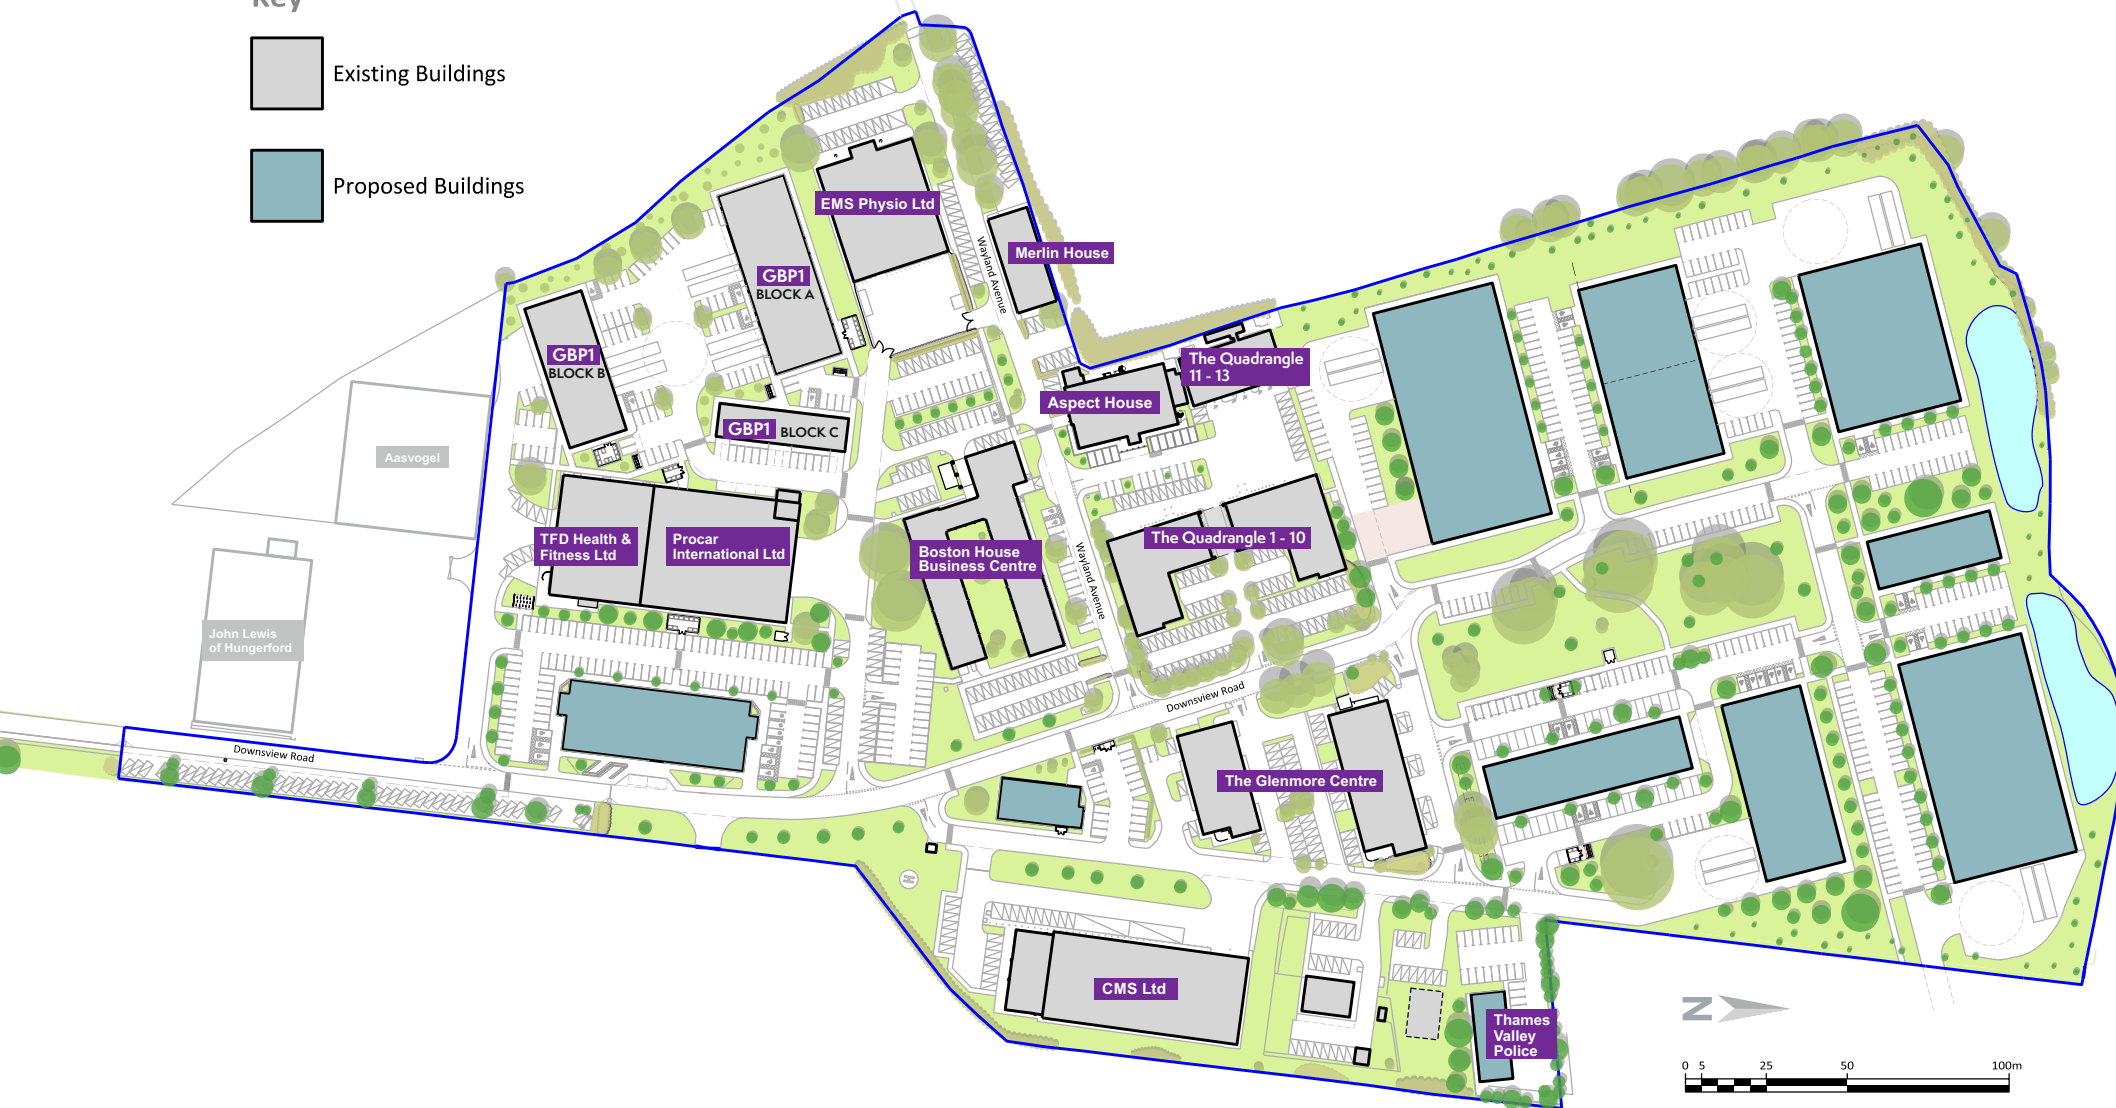 Key
Existing Buildings
Proposed Buildings
EMS Physio Ltd
Merlin House
Wayland Avenue
GBP1
BLOCK A
GBP1
BLOCK B
GBP1 BLOCK C
The Quadrangle
11 - 13
Aspect House
Aasvogel
TFD Health &
Fitness Ltd
Procar
International Ltd
Boston House
Business Centre
The Quadrangle 1 - 10
Wayland Avenue
John Lewis
of Hungerford
Downsview Road
Downsview Road
The Glenmore Centre
CMS Ltd
Thames
Valley
Police
N
0 5 25 50 100m